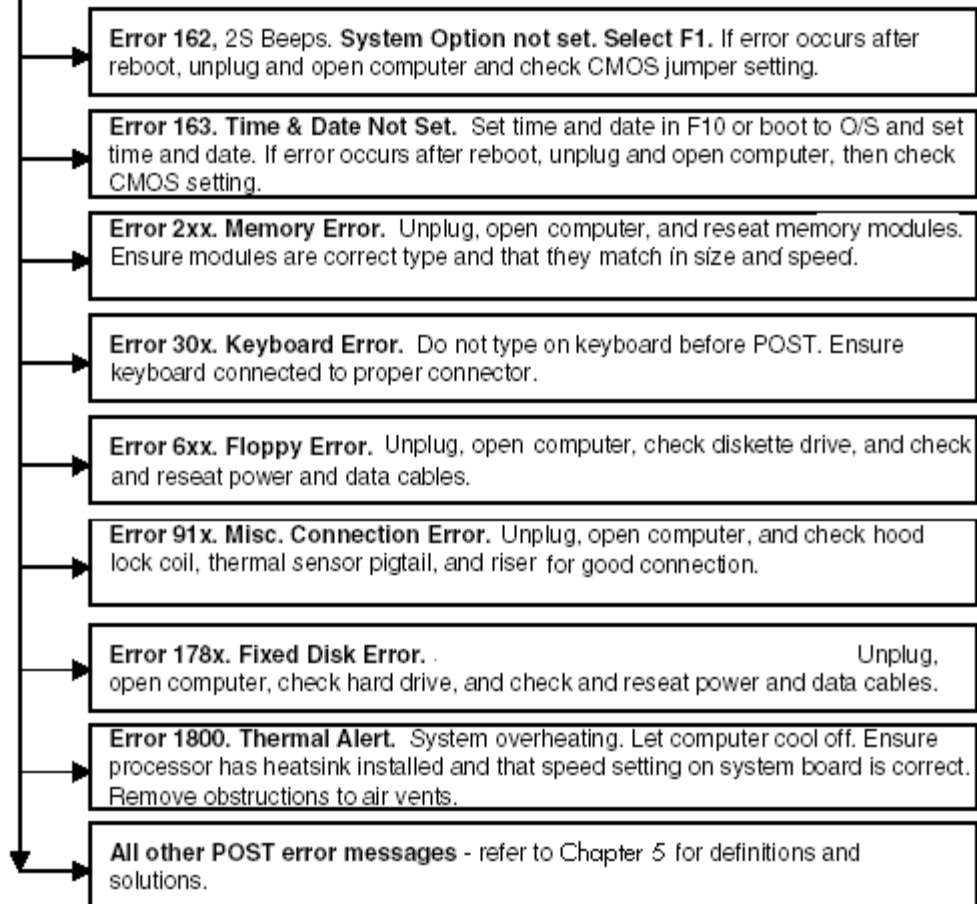 Error 162, 2S Beeps. System Option not set. Select F1. If error occurs after
reboot, unplug and open computer and check CMOS jumper setting.
Error 163. Time & Date Not Set. Set time and date in F10 or boot to O/S and set
time and date. If error occurs after reboot, unplug and open computer, then check
CMOS setting.
Error 2xx. Memory Error. Unplug, open computer, and reseat memory modules.
Ensure modules are correct type and that they match in size and speed.
Error 30x. Keyboard Error. Do not type on keyboard before POST. Ensure
keyboard connected to proper connector.
Error 6xx. Floppy Error. Unplug, open computer, check diskette drive, and check
and reseat power and data cables.
Error 91x. Misc. Connection Error. Unplug, open computer, and check hood
lock coil, thermal sensor pigtail, and riser for good connection.
Error 178x. Fixed Disk Error. Unplug,
open computer, check hard drive, and check and reseat power and data cables.
Error 1800. Thermal Alert. System overheating. Let computer cool off. Ensure
processor has heatsink installed and that speed setting on system board is correct.
Remove obstructions to air vents.
All other POST error messages - refer to Chapter 5 for definitions and
solutions.